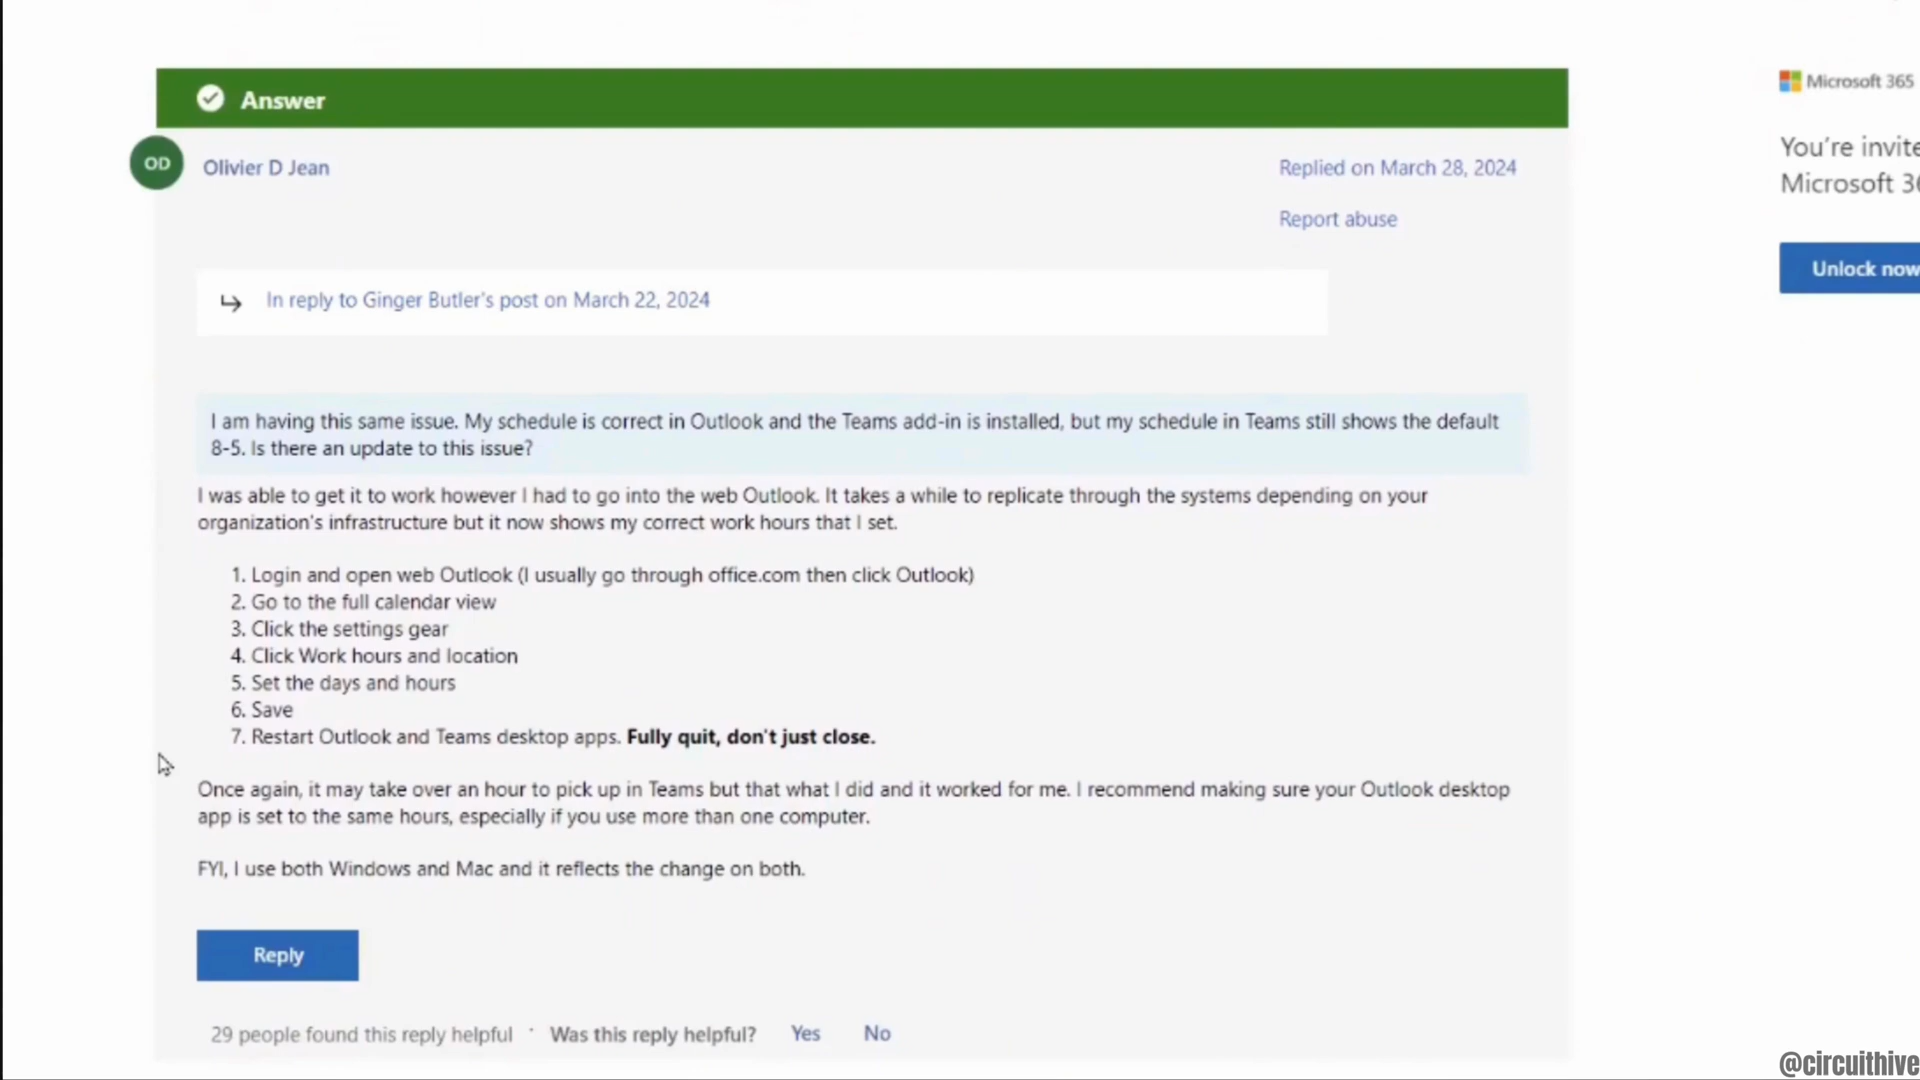 Microsoft 365
Answer
You're invite
Microsoft 36
OD
Olivier D Jean
Replied on March 28, 2024
Report abuse
Unlock now
In reply to Ginger Butler's post on March 22, 2024
I am having this same issue. My schedule is correct in Outlook and the Teams add-in is installed, but my schedule in Teams still shows the default
8-5. Is there an update to this issue?
I was able to get it to work however I had to go into the web Outlook. It takes a while to replicate through the systems depending on your
organization's infrastructure but it now shows my correct work hours that I set.
1. Login and open web Outlook (I usually go through office.com then click Outlook)
2. Go to the full calendar view
3. Click the settings gear
4. Click Work hours and location
5. Set the days and hours
6. Save
7. Restart Outlook and Teams desktop apps. Fully quit, don't just close.
Once again, it may take over an hour to pick up in Teams but that what I did and it worked for me. I recommend making sure your Outlook desktop
app is set to the same hours, especially if you use more than one computer.
FYI, I use both Windows and Mac and it reflects the change on both.
Reply
29 people found this reply helpful · Was this reply helpful? Yes No
@circuithive